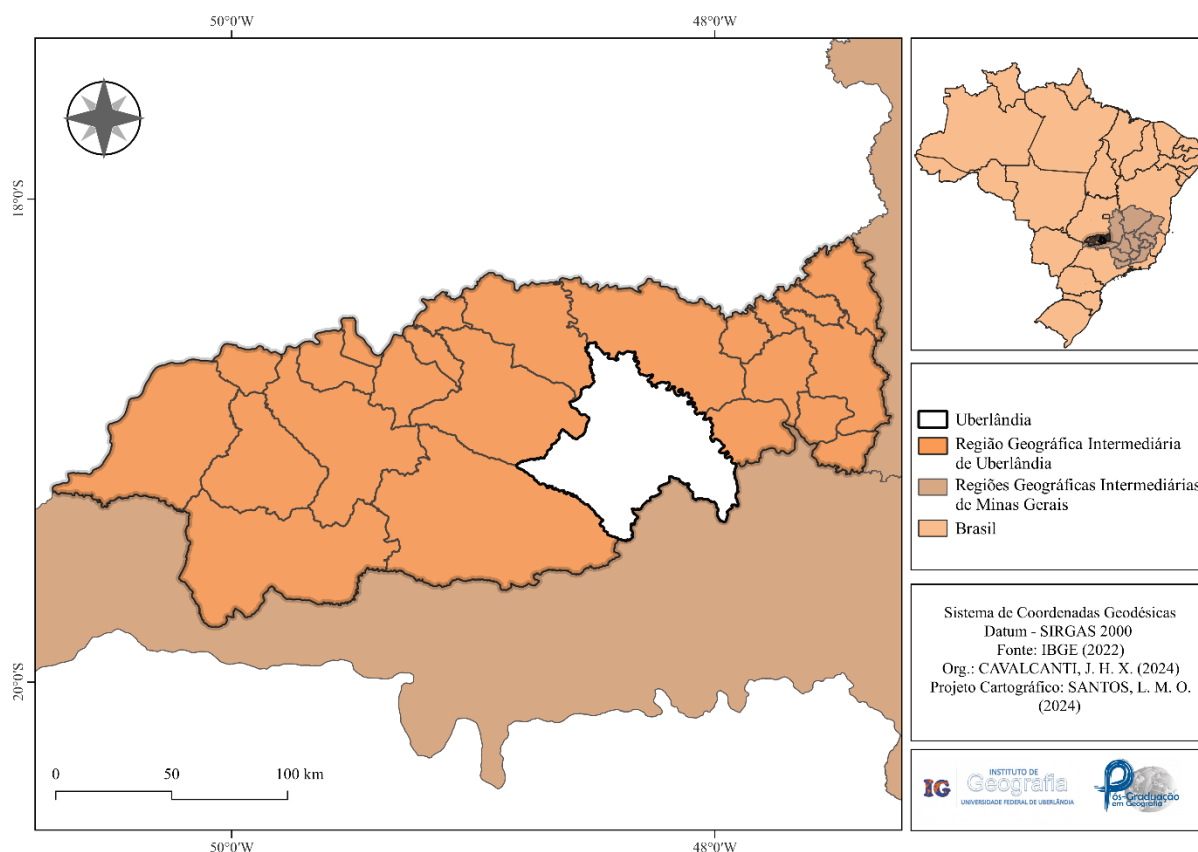 50°0'W
48°0'W
18°0'S
20°0'S
0
50
100 km
50°0'W
48°0'W
Uberlândia
Região Geográfica Intermediária
de Uberlândia
Regiões Geográficas Intermediárias
de Minas Gerais
Brasil
Sistema de Coordenadas Geodésicas
Datum - SIRGAS 2000
Fonte: IBGE (2022)
Org.: CAVALCANTI, J. H. X. (2024)
Projeto Cartográfico: SANTOS, L. M. O.
(2024)
IG
INSTITUTO DE
Geografia
UNIVERSIDADE FEDERAL DE UBERLÂNDIA
Pós-Graduação
em Geografia